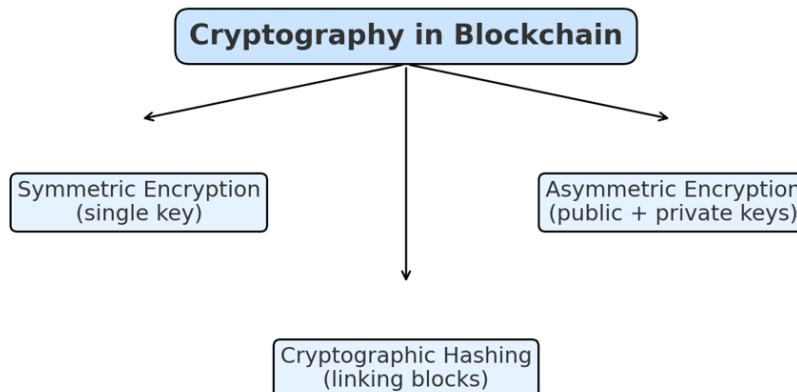 Cryptography in Blockchain
Symmetric Encryption
(single key)
Asymmetric Encryption
(public + private keys)
Cryptographic Hashing
(linking blocks)